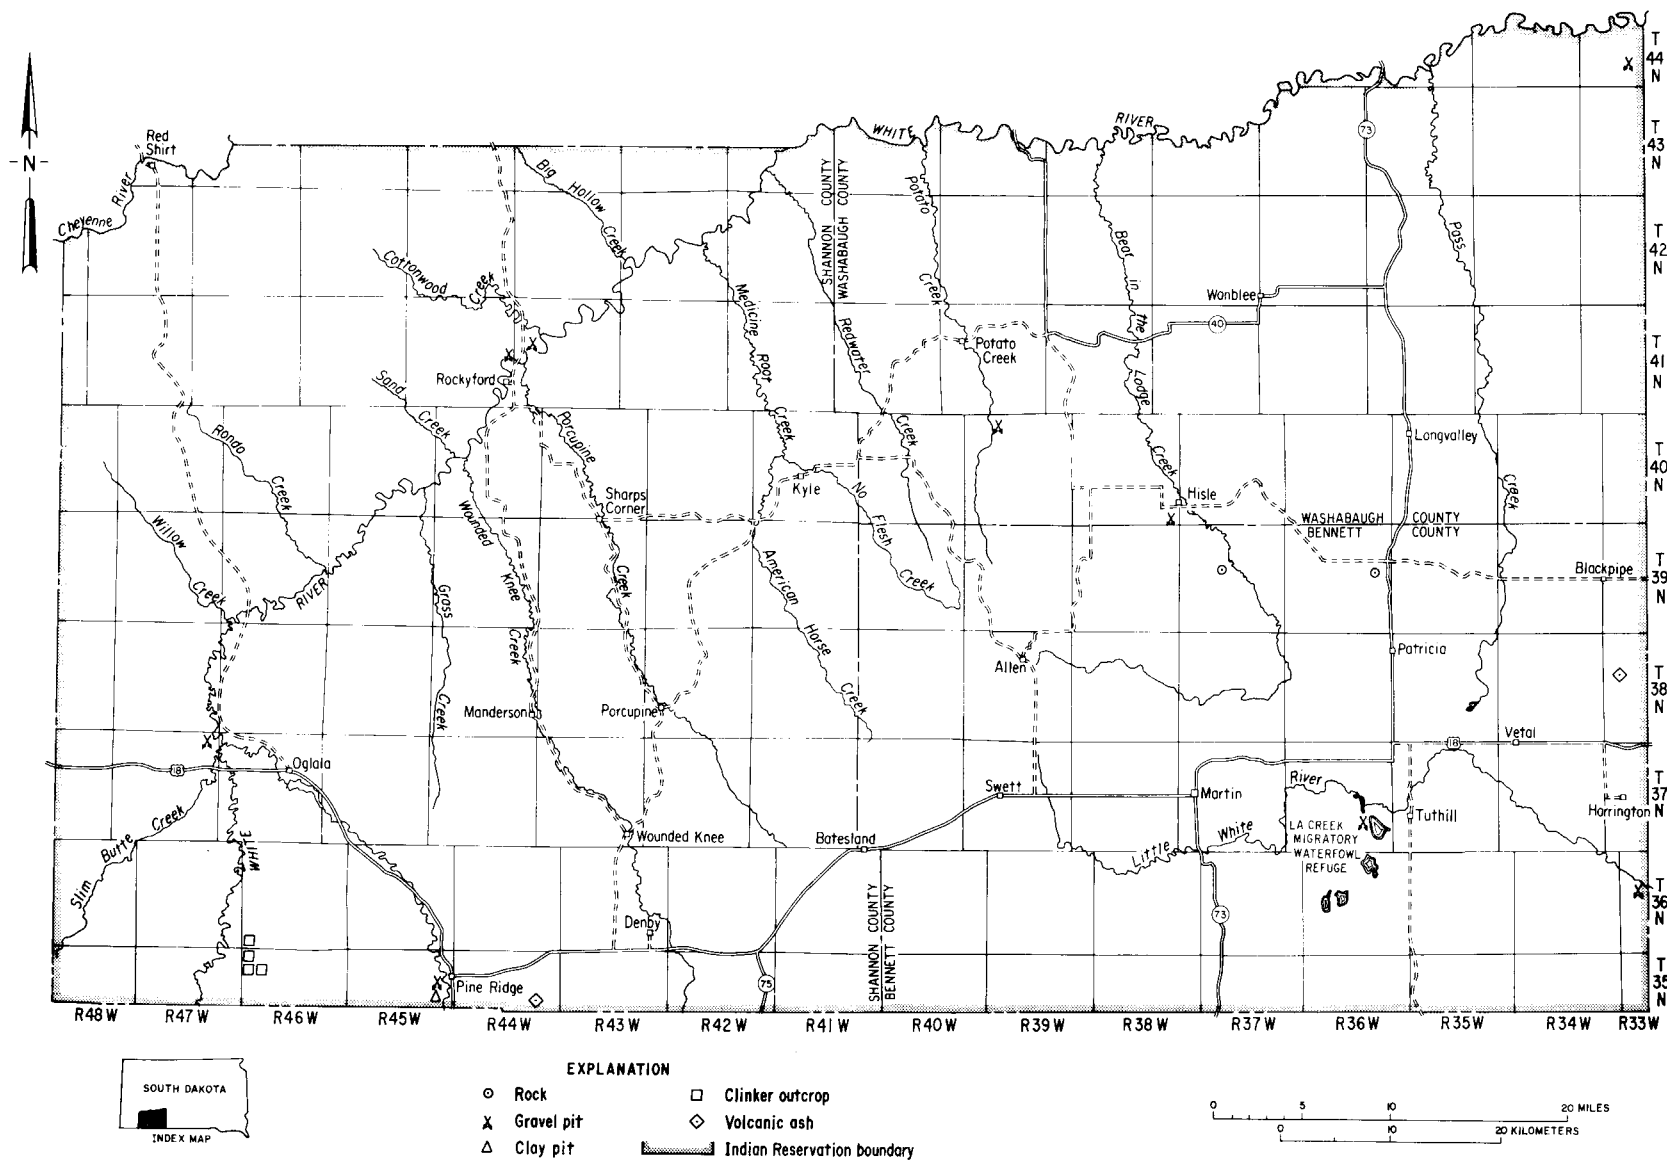 T
44
N
73
RIVER
WHITE
Red
Shirt
-N-
T
43
N
Big
Hollow
Creek
SHANNON COUNTY
WASHABAUGH COUNTY
Potato
Creek
Cheyenne
River
Bear
in
the
Lodge
Creek
Pass
Creek
T
42
N
Cottonwood
Creek
Medicine
Root
Creek
Wanblee
40
Redwater
Creek
Potato
Creek
T
41
N
Rockyford
Sand
Creek
Porcupine
Creek
Longvalley
Rondo
Creek
T
40
N
Kyle
No
Flesh
Creek
Sharps
Corner
Hisle
Wounded
Knee
Creek
Willow
Creek
WASHABAUGH COUNTY
BENNETT COUNTY
American
Horse
Creek
Blackpipe
T
39
N
RIVER
Grass
Creek
Allen
Patricia
T
38
N
Manderson
Porcupine
Vetal
18
Oglala
18
Swett
Martin
River
T
37
N
Harrington
Tuthill
Slim Butte Creek
WHITE
Wounded Knee
Batesland
Little White
LA CREEK
MIGRATORY
WATERFOWL
REFUGE
T
36
N
Denby
SHANNON COUNTY
BENNETT COUNTY
73
T
35
N
Pine Ridge
75
R48W R47W R46W R45W R44W R43W R42W R41W R40W R39W R38W R37W R36W R35W R34W R33W
EXPLANATION
Rock
Gravel pit
Clay pit
Clinker outcrop
Volcanic ash
Indian Reservation boundary
SOUTH DAKOTA
INDEX MAP
0 5 10 20 MILES
0 10 20 KILOMETERS